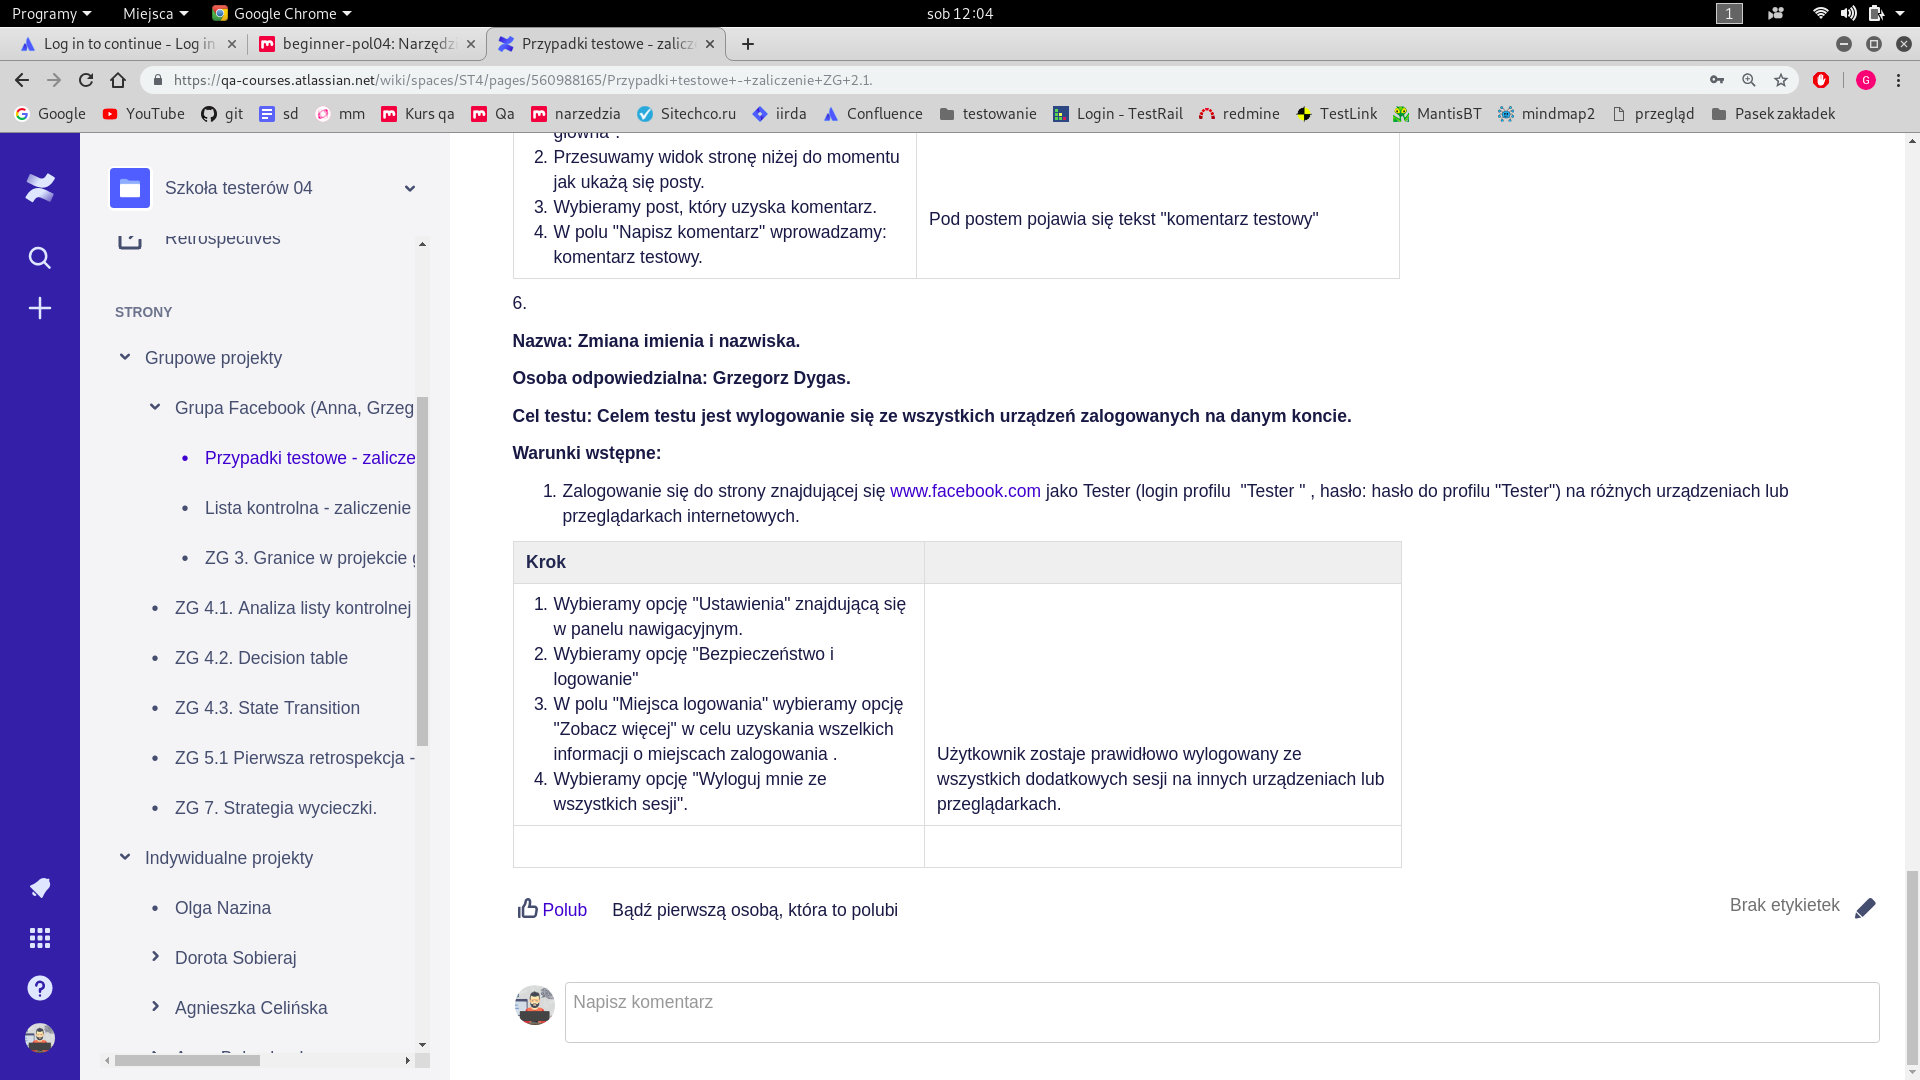 Programy Miejsca Google Chrome sob 12:04 1
Log in to continue - Log in beginner-pol04: Narzędzi Przypadki testowe - zalicz
https://qa-courses.atlassian.net/wiki/spaces/ST4/pages/560988165/Przypadki+testowe+-+zaliczenie+ZG+2.1. G
Google YouTube git sd mm Kurs qa Qa narzedzia Sitechco.ru iirda Confluence testowanie Login - TestRail redmine TestLink MantisBT mindmap2 przegląd Pasek zakładek
Szkoła testerów 04
Retrospectives
STRONY
Grupowe projekty
Grupa Facebook (Anna, Grzeg
• Przypadki testowe - zalicze
• Lista kontrolna - zaliczenie
• ZG 3. Granice w projekcie g
• ZG 4.1. Analiza listy kontrolnej
• ZG 4.2. Decision table
• ZG 4.3. State Transition
• ZG 5.1 Pierwsza retrospekcja -
• ZG 7. Strategia wycieczki.
Indywidualne projekty
• Olga Nazina
Dorota Sobieraj
Agnieszka Celińska
główna".
2. Przesuwamy widok stronę niżej do momentu
jak ukażą się posty.
3. Wybieramy post, który uzyska komentarz.
4. W polu "Napisz komentarz" wprowadzamy:
komentarz testowy.
Pod postem pojawia się tekst "komentarz testowy"
6.
Nazwa: Zmiana imienia i nazwiska.
Osoba odpowiedzialna: Grzegorz Dygas.
Cel testu: Celem testu jest wylogowanie się ze wszystkich urządzeń zalogowanych na danym koncie.
Warunki wstępne:
1. Zalogowanie się do strony znajdującej się www.facebook.com jako Tester (login profilu "Tester " , hasło: hasło do profilu "Tester") na różnych urządzeniach lub
przeglądarkach internetowych.
Krok
1. Wybieramy opcję "Ustawienia" znajdującą się
w panelu nawigacyjnym.
2. Wybieramy opcję "Bezpieczeństwo i
logowanie"
3. W polu "Miejsca logowania" wybieramy opcję
"Zobacz więcej" w celu uzyskania wszelkich
informacji o miejscach zalogowania .
4. Wybieramy opcję "Wyloguj mnie ze
wszystkich sesji".
Użytkownik zostaje prawidłowo wylogowany ze
wszystkich dodatkowych sesji na innych urządzeniach lub
przeglądarkach.
Polub Bądź pierwszą osobą, która to polubi
Brak etykietek
Napisz komentarz